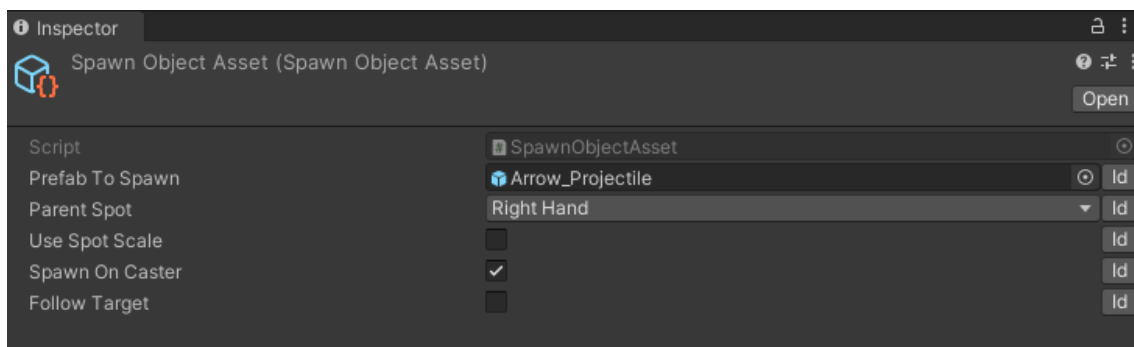 Inspector
Spawn Object Asset (Spawn Object Asset)
Open
Script SpawnObjectAsset
Prefab To Spawn Arrow_Projectile Id
Parent Spot Right Hand Id
Use Spot Scale Id
Spawn On Caster Id
Follow Target Id